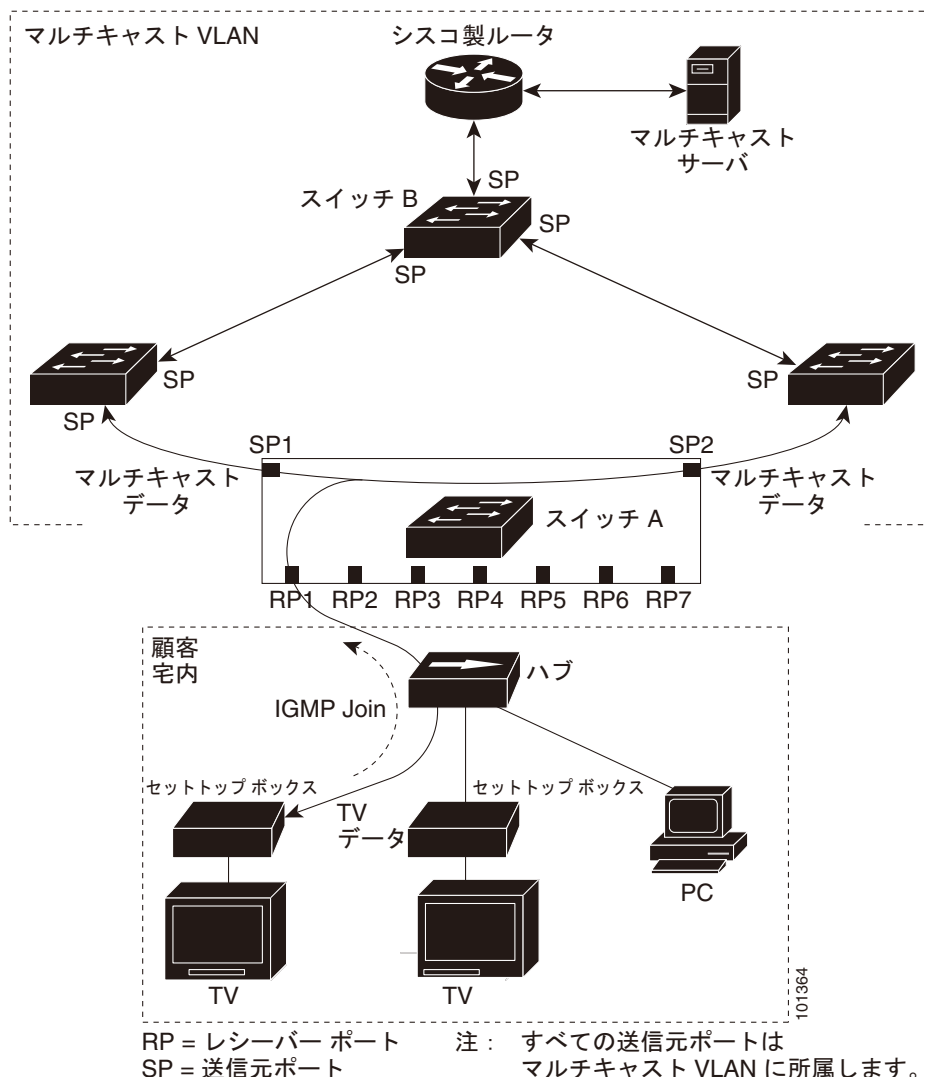 マルチキャスト VLAN
シスコ製ルータ
マルチキャスト
サーバ
SP
スイッチ B
SP
SP
SP
SP
SP
SP1
SP2
マルチキャスト
データ
マルチキャスト
データ
スイッチ A
RP1 RP2 RP3 RP4 RP5 RP6 RP7
顧客
宅内
ハブ
IGMP Join
セットトップ ボックス
セットトップ ボックス
TV
データ
PC
TV
TV
101364
RP = レシーバー ポート
SP = 送信元ポート
注： すべての送信元ポートは
マルチキャスト VLAN に所属します。